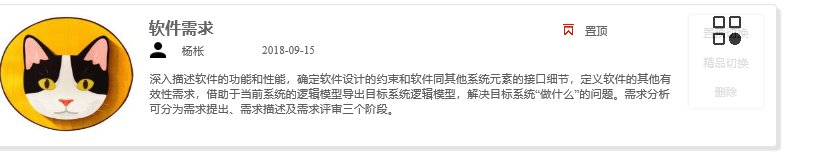 软件需求
置顶
杨枨 2018-09-15
深入描述软件的功能和性能，确定软件设计的约束和软件同其他系统元素的接口细节，定义软件的其他有
效性需求，借助于当前系统的逻辑模型导出目标系统逻辑模型，解决目标系统“做什么”的问题。需求分析
可分为需求提出、需求描述及需求评审三个阶段。
精品切换
删除